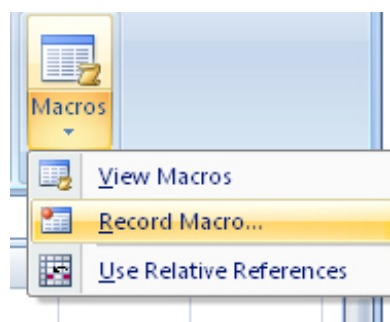 Macros
View Macros
Record Macro...
Use Relative References